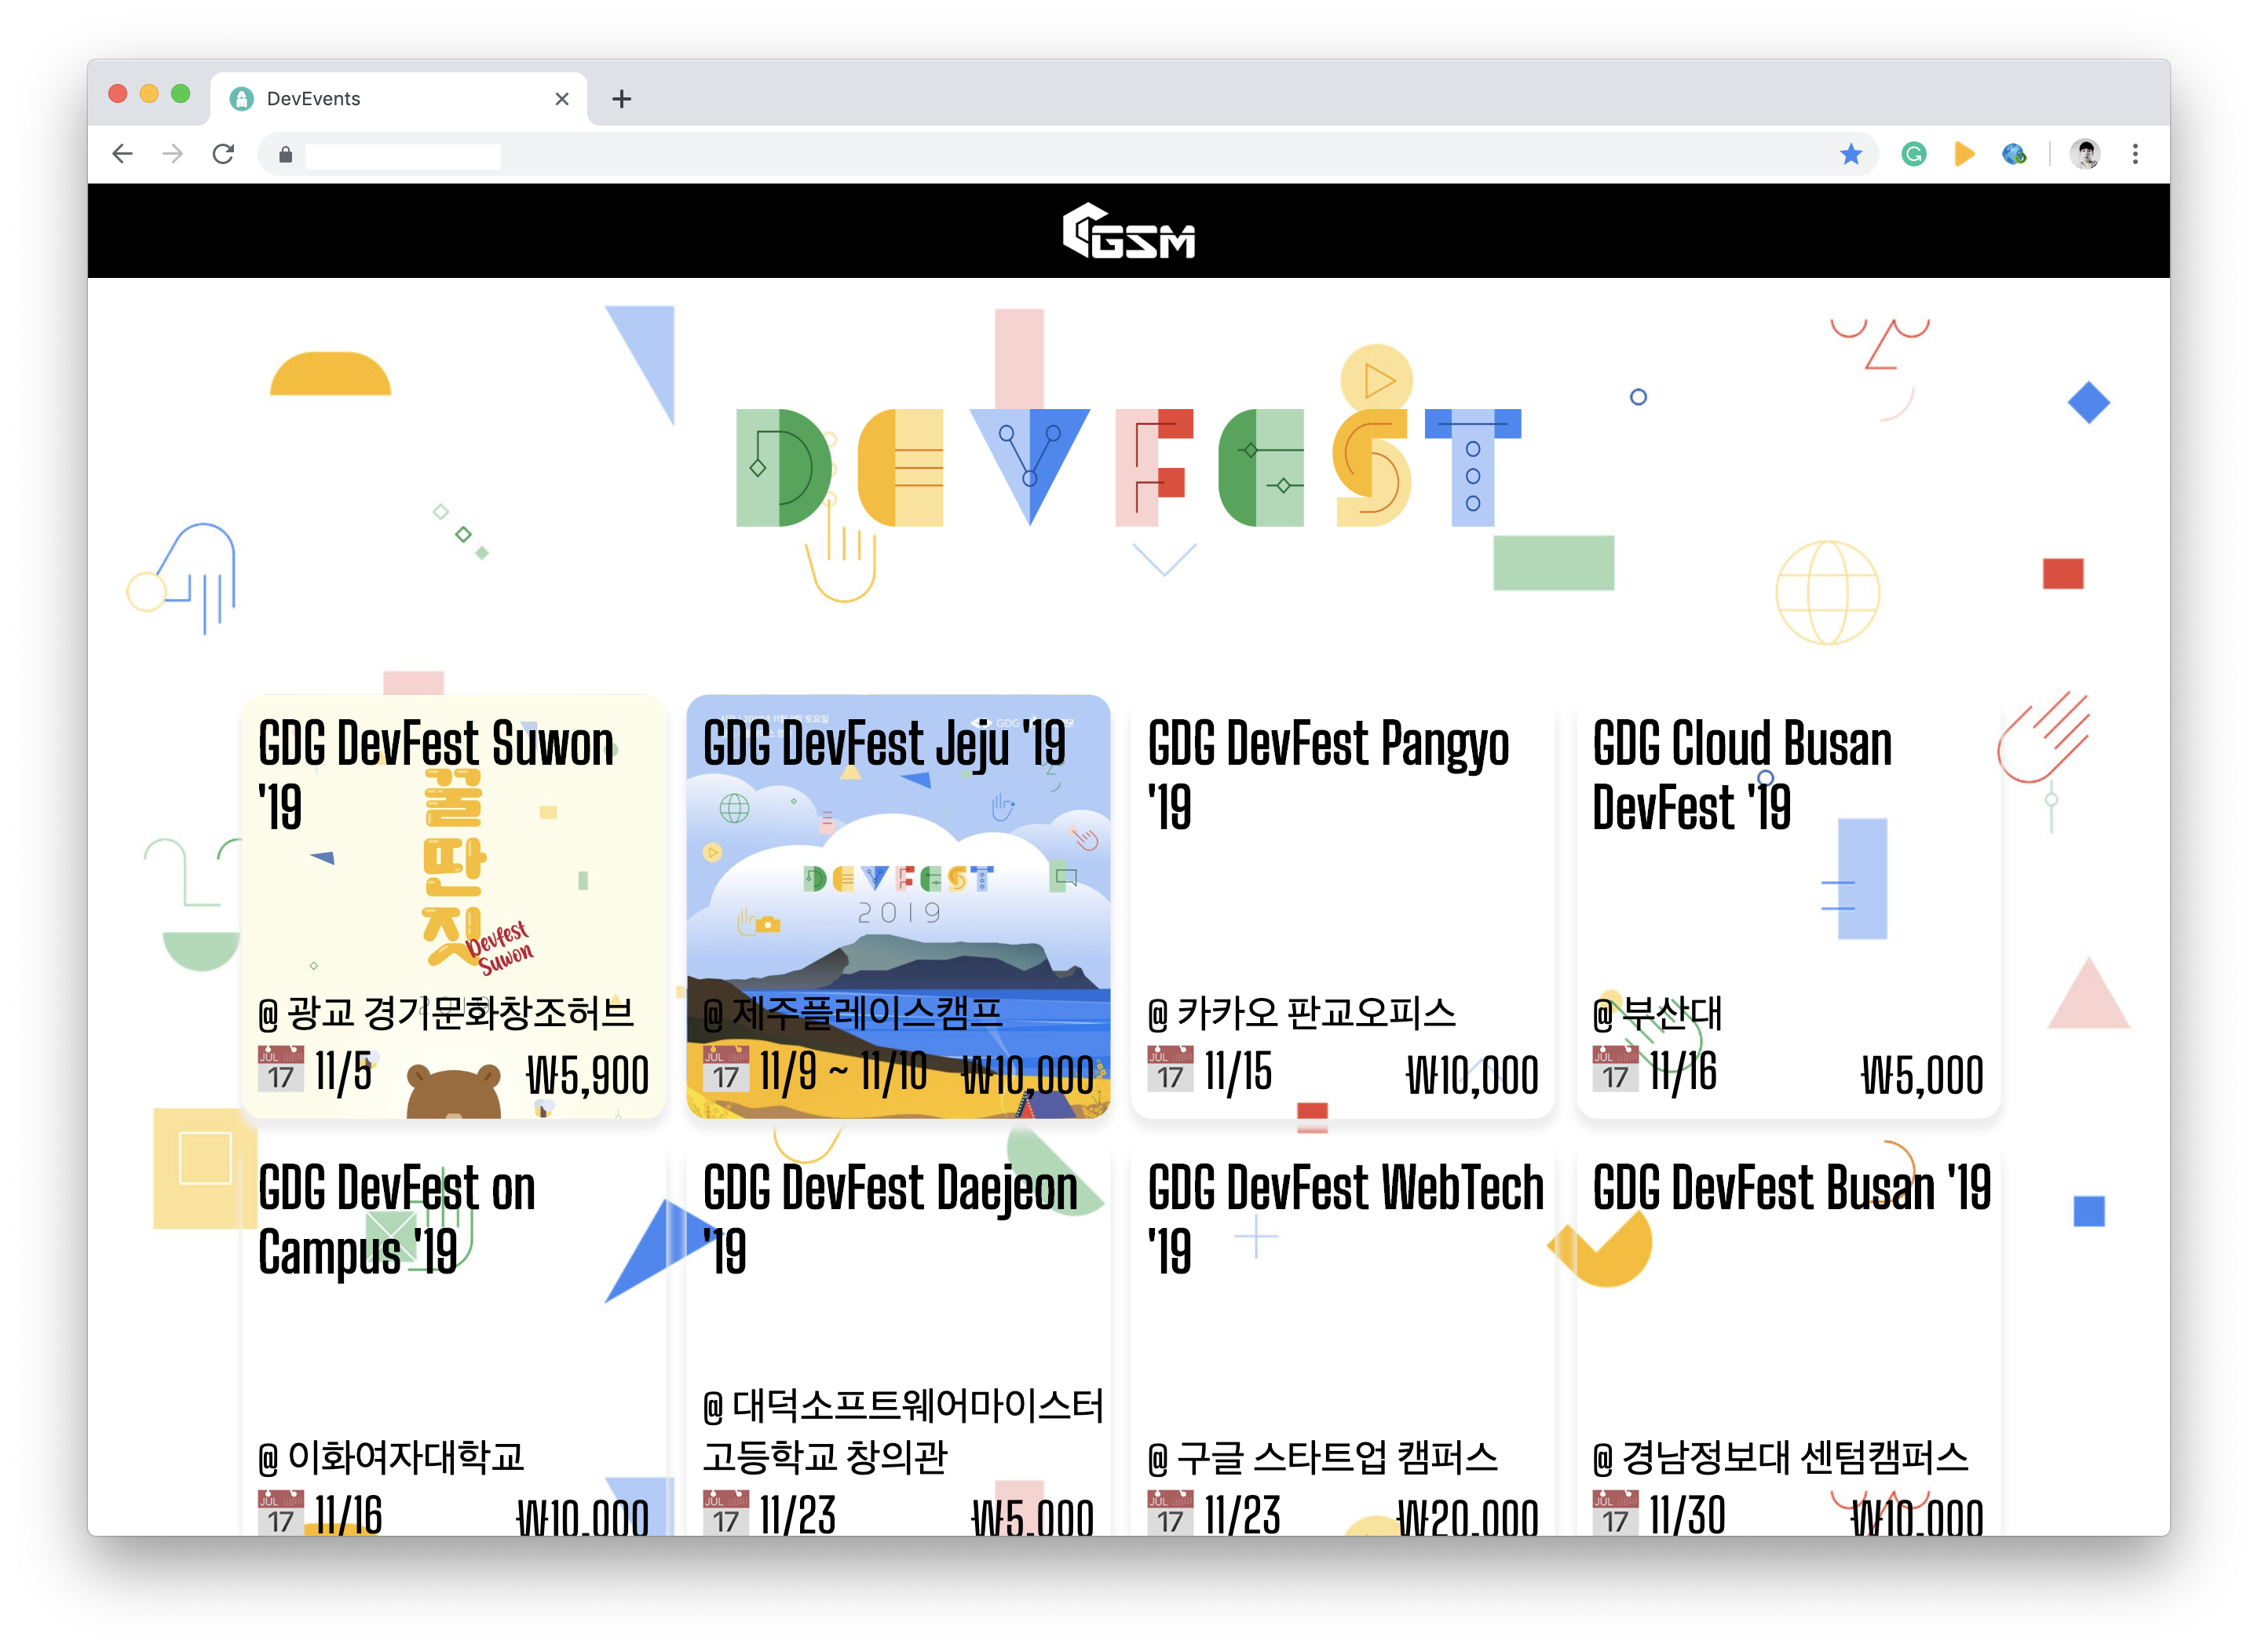 DevEvents
GSM
DEVFEST
GDG DevFest Suwon
'19
꿀
딴
짓
Devfest
Suwon
@ 광교 경기문화창조허브
JUL
17
11/5
₩5,900
GDG DevFest Jeju '19
GDG
DEVFEST
2019
@ 제주플레이스캠프
JUL
17
11/9 ~ 11/10
₩10,000
GDG DevFest Pangyo
'19
@ 카카오 판교오피스
JUL
17
11/15
₩10,000
GDG Cloud Busan
DevFest '19
@ 부산대
JUL
17
11/16
₩5,000
GDG DevFest on
Campus '19
@ 이화여자대학교
JUL
17
11/16
₩10,000
GDG DevFest Daejeon
'19
@ 대덕소프트웨어마이스터
고등학교 창의관
JUL
17
11/23
₩5,000
GDG DevFest WebTech
'19
@ 구글 스타트업 캠퍼스
JUL
17
11/23
₩20,000
GDG DevFest Busan '19
@ 경남정보대 센텀캠퍼스
JUL
17
11/30
₩10,000